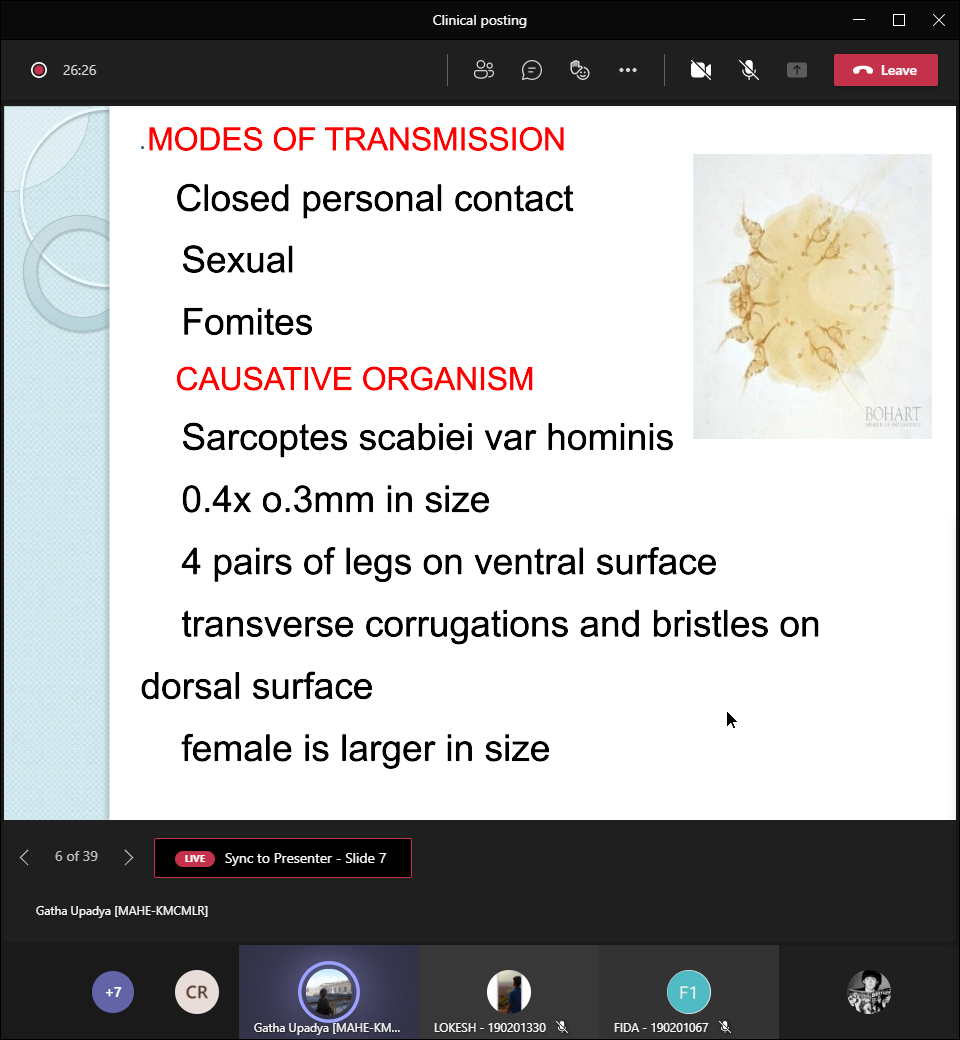 Clinical posting
26:26
Leave
.MODES OF TRANSMISSION
Closed personal contact
Sexual
Fomites
CAUSATIVE ORGANISM
BOHART
Sarcoptes scabiei var hominis
0.4x o.3mm in size
4 pairs of legs on ventral surface
transverse corrugations and bristles on
dorsal surface
female is larger in size
6 of 39
LIVE Sync to Presenter - Slide 7
Gatha Upadya [MAHE-KMCMLR]
+7
CR
F1
Gatha Upadya [MAHE-KM...
LOKESH - 190201330
FIDA - 190201067